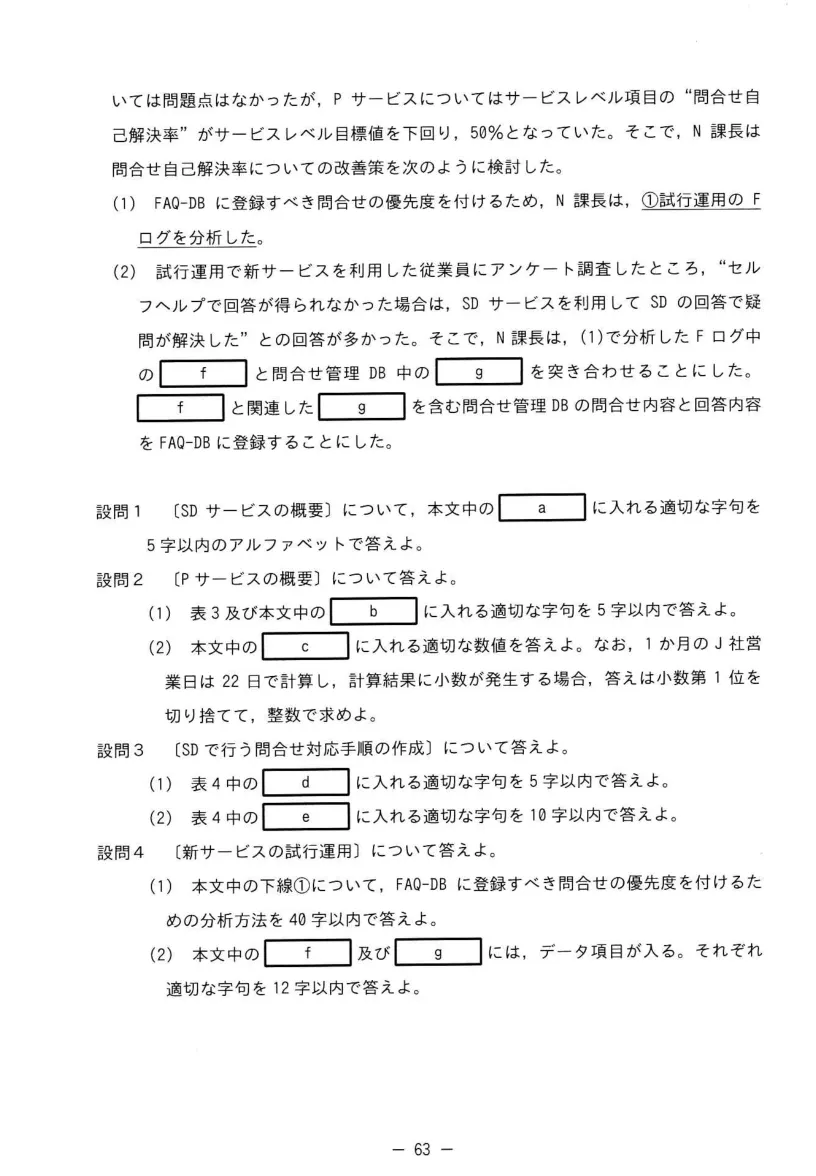 いては問題点はなかったが，P サービスについてはサービスレベル項目の“問合せ自
己解決率”がサービスレベル目標値を下回り，50％となっていた。そこで，N 課長は
問合せ自己解決率についての改善策を次のように検討した。
(1) FAQ-DB に登録すべき問合せの優先度を付けるため，N 課長は，①試行運用の F
ログを分析した。
(2) 試行運用で新サービスを利用した従業員にアンケート調査したところ，“セル
フヘルプで回答が得られなかった場合は，SD サービスを利用して SD の回答で疑
問が解決した”との回答が多かった。そこで，N 課長は，(1)で分析した F ログ中
の f と問合せ管理 DB 中の g を突き合わせることにした。
f と関連した g を含む問合せ管理 DB の問合せ内容と回答内容
を FAQ-DB に登録することにした。
設問1 〔SD サービスの概要〕について，本文中の a に入れる適切な字句を
5 字以内のアルファベットで答えよ。
設問2 〔P サービスの概要〕について答えよ。
(1) 表 3 及び本文中の b に入れる適切な字句を 5 字以内で答えよ。
(2) 本文中の c に入れる適切な数値を答えよ。なお，1 か月の J 社営
業日は 22 日で計算し，計算結果に小数が発生する場合，答えは小数第 1 位を
切り捨てて，整数で求めよ。
設問3 〔SD で行う問合せ対応手順の作成〕について答えよ。
(1) 表 4 中の d に入れる適切な字句を 5 字以内で答えよ。
(2) 表 4 中の e に入れる適切な字句を 10 字以内で答えよ。
設問4 〔新サービスの試行運用〕について答えよ。
(1) 本文中の下線①について，FAQ-DB に登録すべき問合せの優先度を付けるた
めの分析方法を 40 字以内で答えよ。
(2) 本文中の f 及び g には，データ項目が入る。それぞれ
適切な字句を 12 字以内で答えよ。
－ 63 －